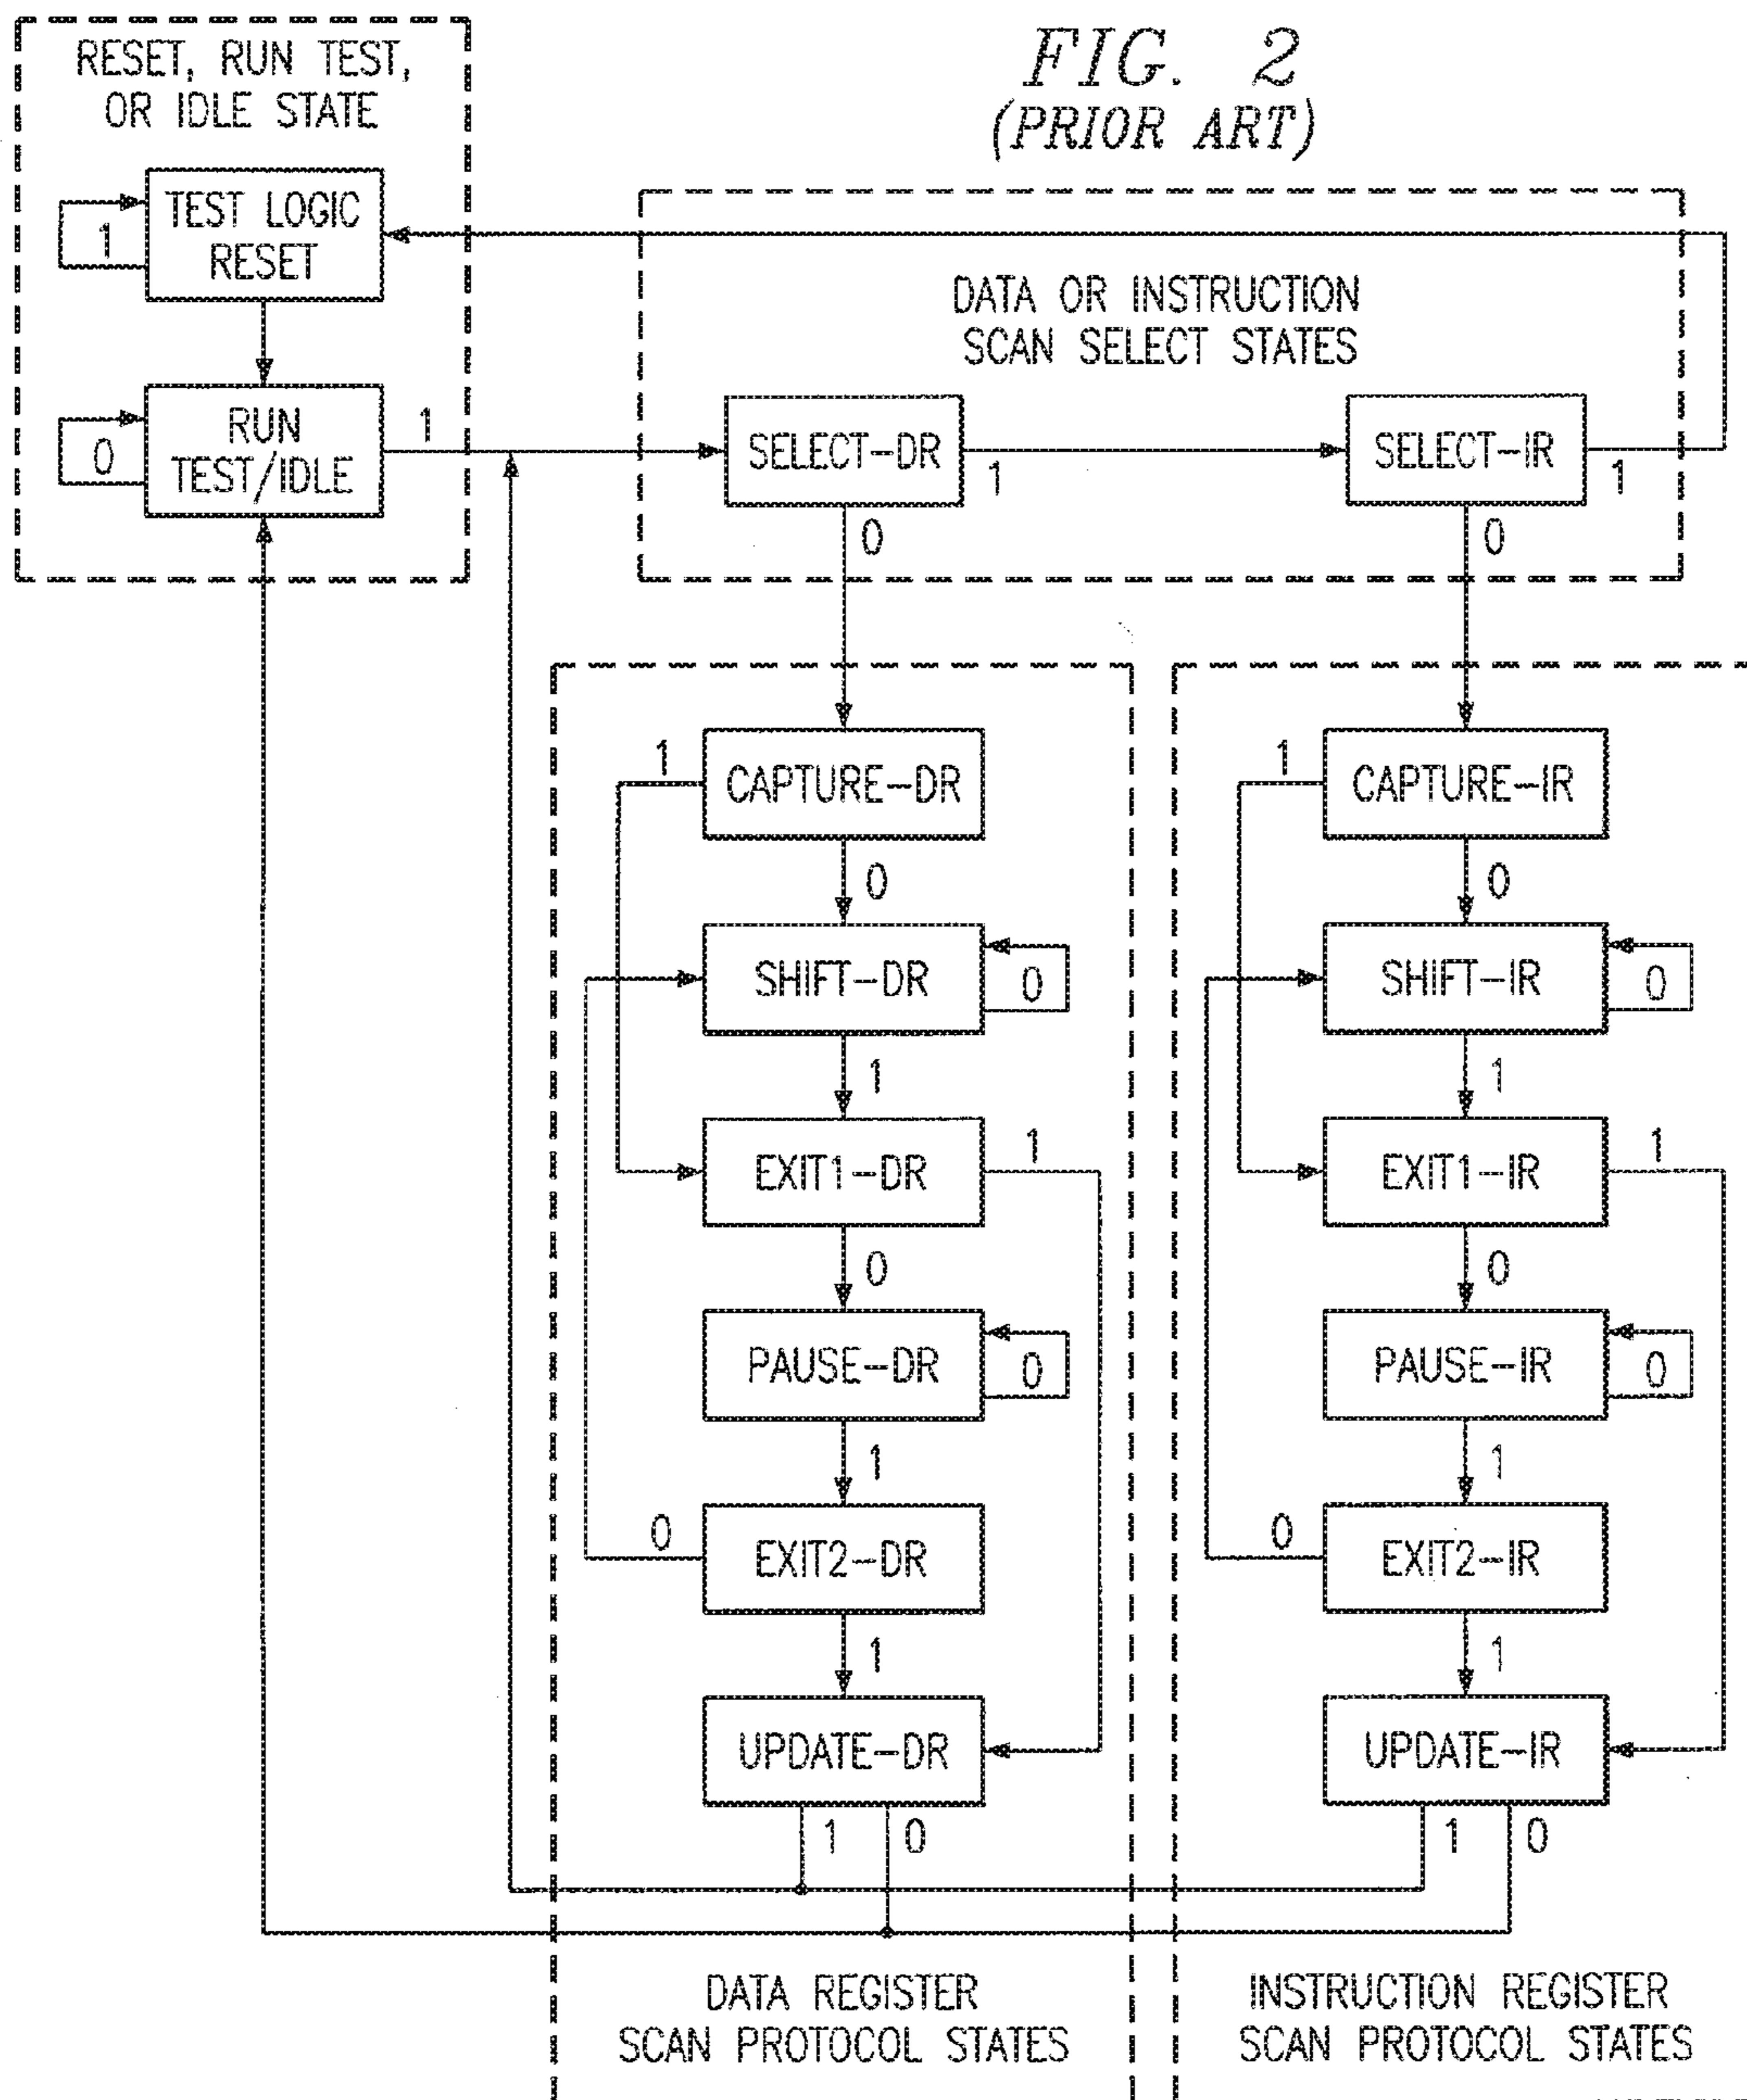 FIG. 2
(PRIOR ART)
RESET, RUN TEST,
OR IDLE STATE
TEST LOGIC
RESET
1
RUN
TEST/IDLE
0
1
DATA OR INSTRUCTION
SCAN SELECT STATES
SELECT-DR
1
0
SELECT-IR
1
0
CAPTURE-DR
1
0
SHIFT-DR
0
1
EXIT1-DR
1
0
PAUSE-DR
0
1
EXIT2-DR
0
1
UPDATE-DR
1
0
DATA REGISTER
SCAN PROTOCOL STATES
CAPTURE-IR
1
0
SHIFT-IR
0
1
EXIT1-IR
1
0
PAUSE-IR
0
1
EXIT2-IR
0
1
UPDATE-IR
1
0
INSTRUCTION REGISTER
SCAN PROTOCOL STATES